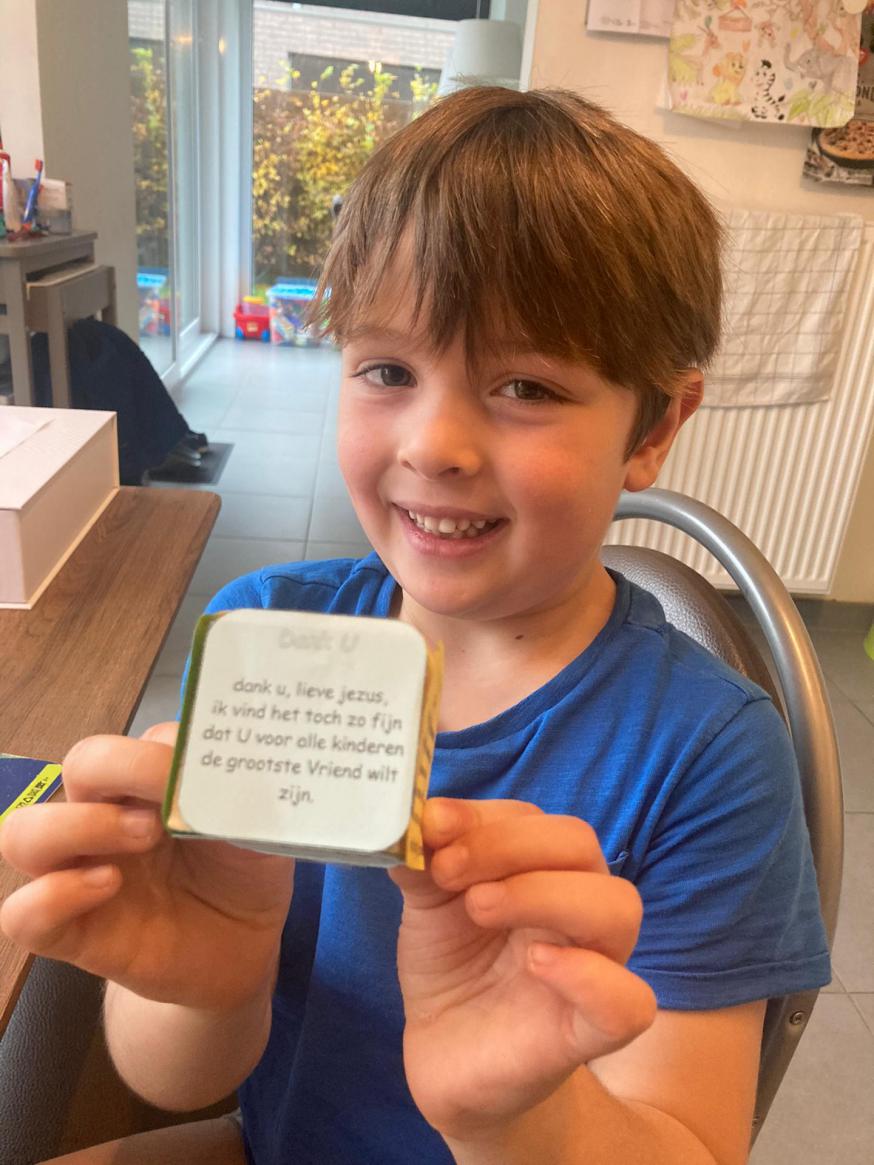 Dank U
dank u, lieve jezus,
ik vind het toch zo fijn
dat U voor alle kinderen
de grootste Vriend wilt
zijn.